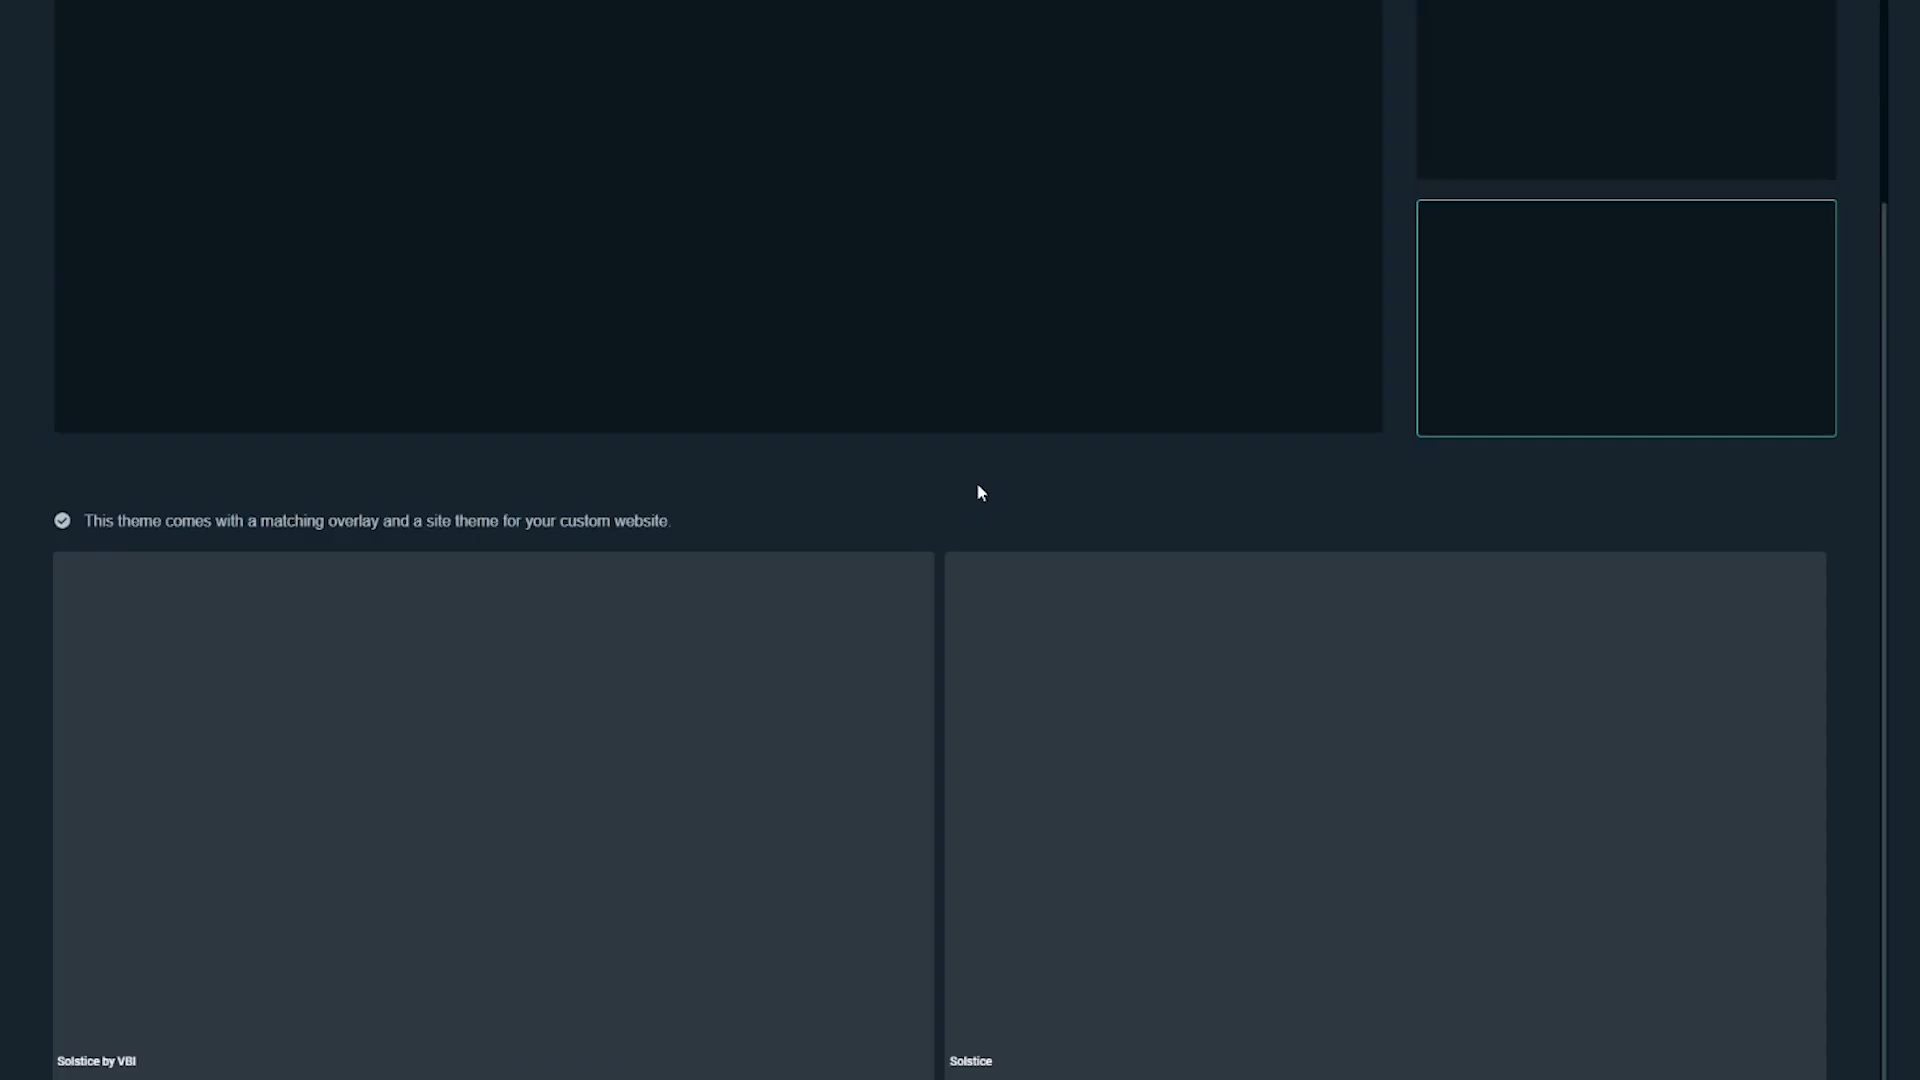 This theme comes with a matching overlay and a site theme for your custom website.
Solstice by VBI
Solstice